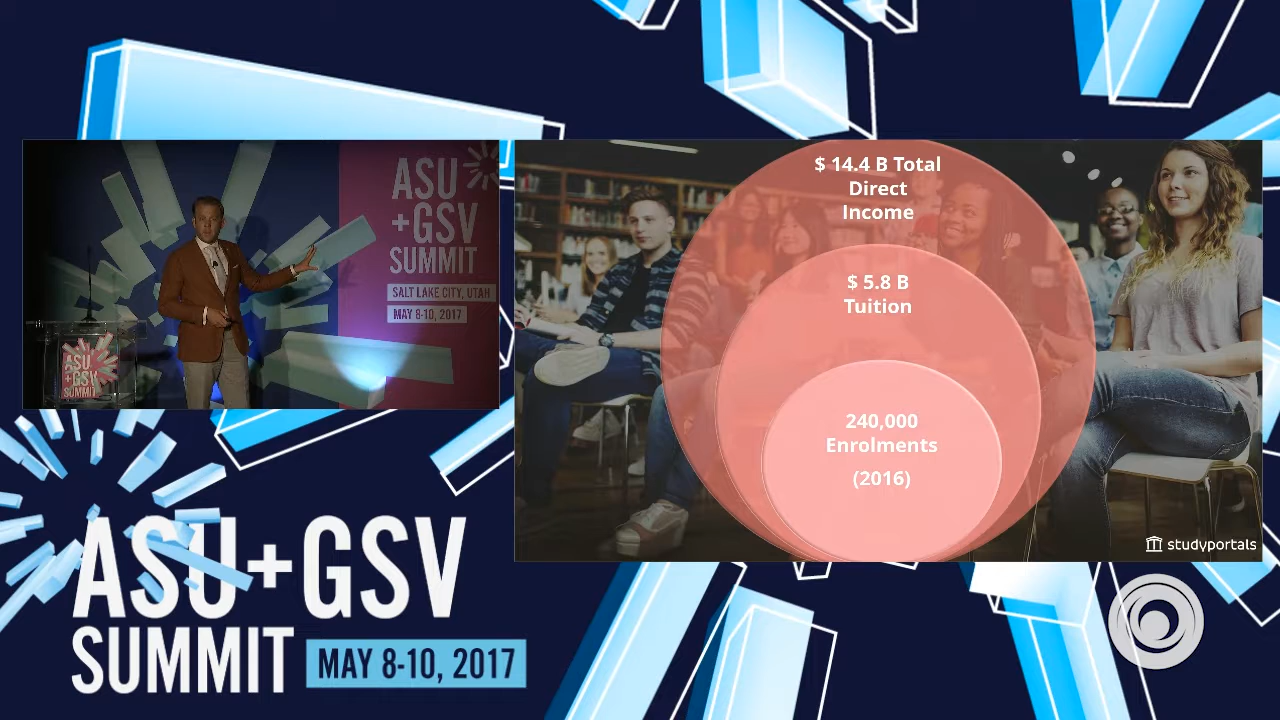 ASU
+GSV
SUMMIT
SALT LAKE CITY, UTAH
MAY 8-10, 2017
ASU
+GSV
SUMMIT
$ 14.4 B Total
Direct
Income
$ 5.8 B
Tuition
240,000
Enrolments
(2016)
studyportals
ASU+GSV
SUMMIT
MAY 8-10, 2017